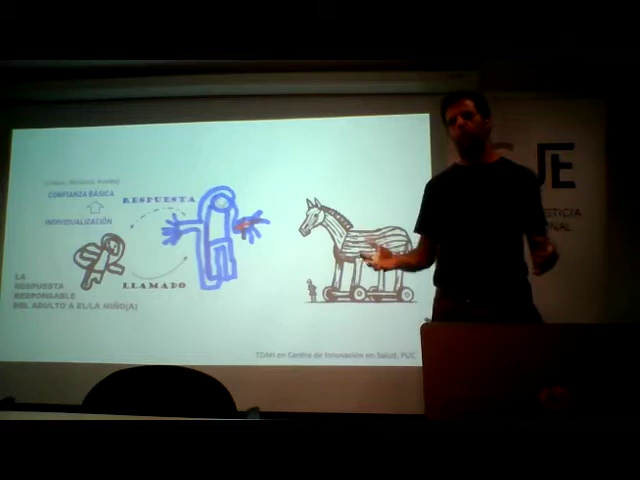 CONFIANZA BÁSICA
RESPUESTA
INDIVIDUALIZACIÓN
LLAMADO
LA
RESPUESTA
RESPONSABLE
DEL ADULTO A EL/LA NIÑO(A)
TDAH en Centro de Innovación en Salud, PUC
JE
STICIA
NAL